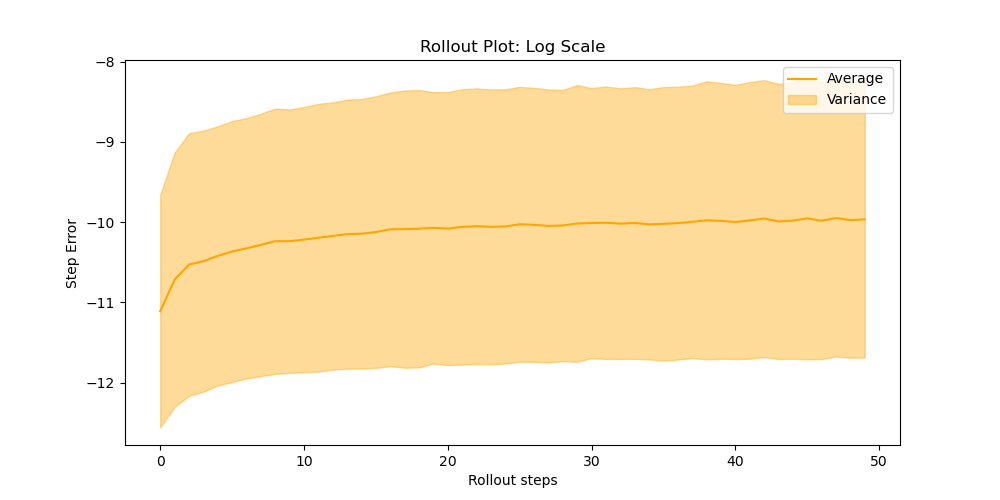 Rollout Plot: Log Scale
Average
Variance
Step Error
−8
−9
−10
−11
−12
0 10 20 30 40 50
Rollout steps